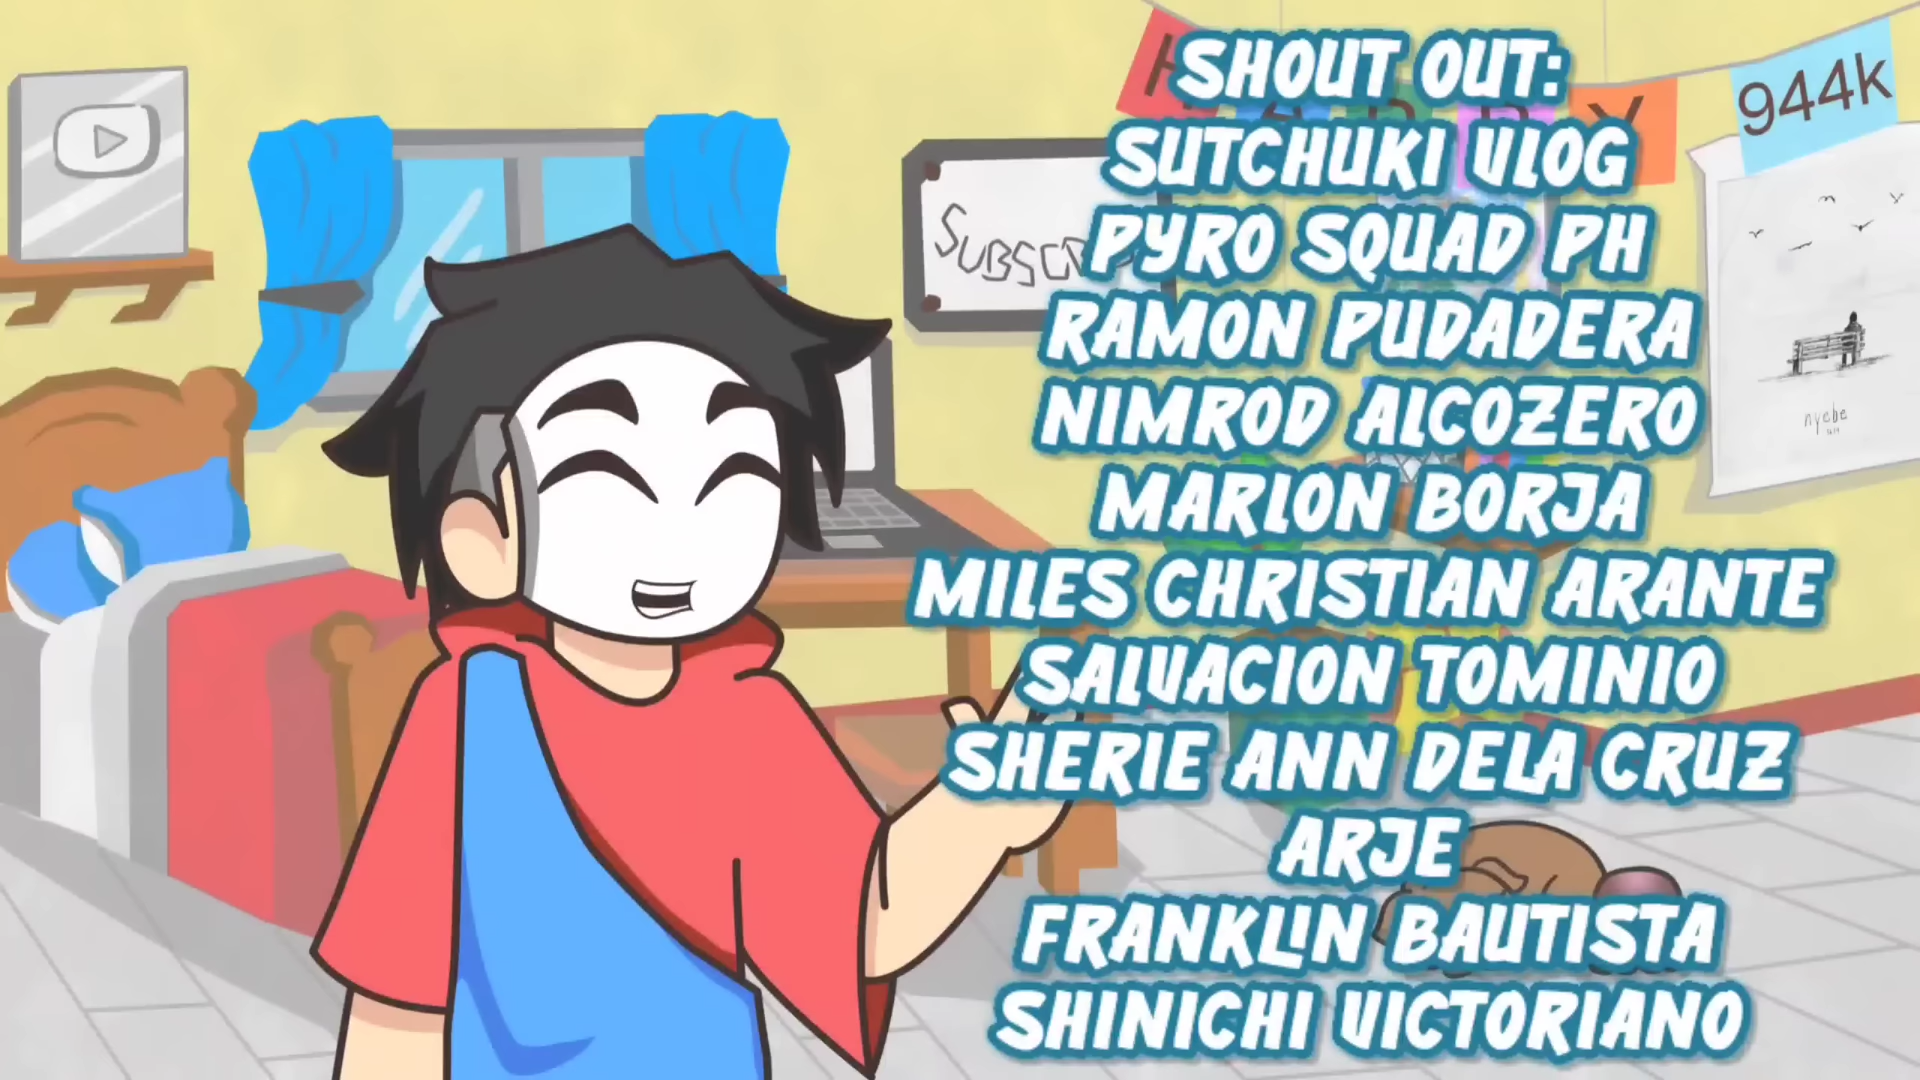 SHOUT OUT:
SUTCHUKI VLOG
PYRO SQUAD PH
RAMON PUDADERA
NIMROD ALCOZERO
MARLON BORJA
MILES CHRISTIAN ARANTE
SALVACION TOMINIO
SHERIE ANN DELA CRUZ
ARJE
FRANKLIN BAUTISTA
SHINICHI VICTORIANO
944k
nyebe